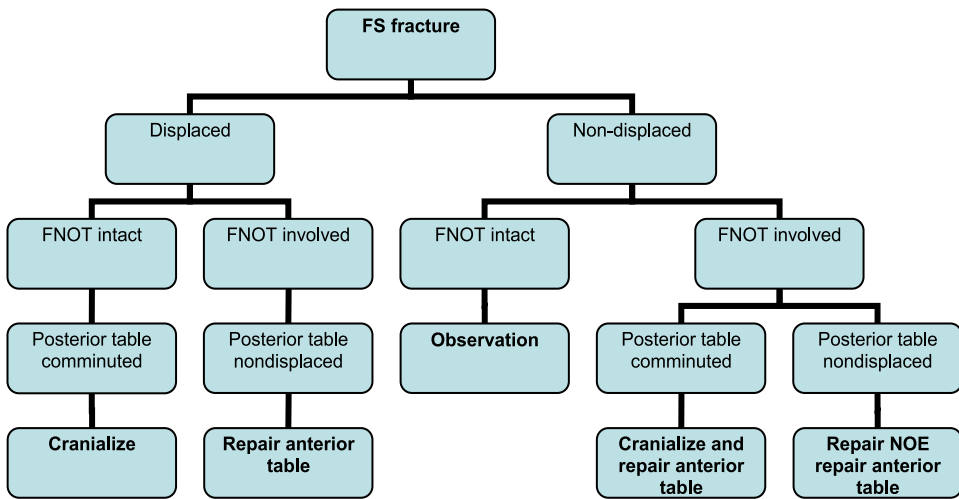 FS fracture
Displaced
Non-displaced
FNOT intact
FNOT involved
FNOT intact
FNOT involved
Posterior table
comminuted
Posterior table
nondisplaced
Observation
Posterior table
comminuted
Posterior table
nondisplaced
Cranialize
Repair anterior
table
Cranialize and
repair anterior
table
Repair NOE
repair anterior
table